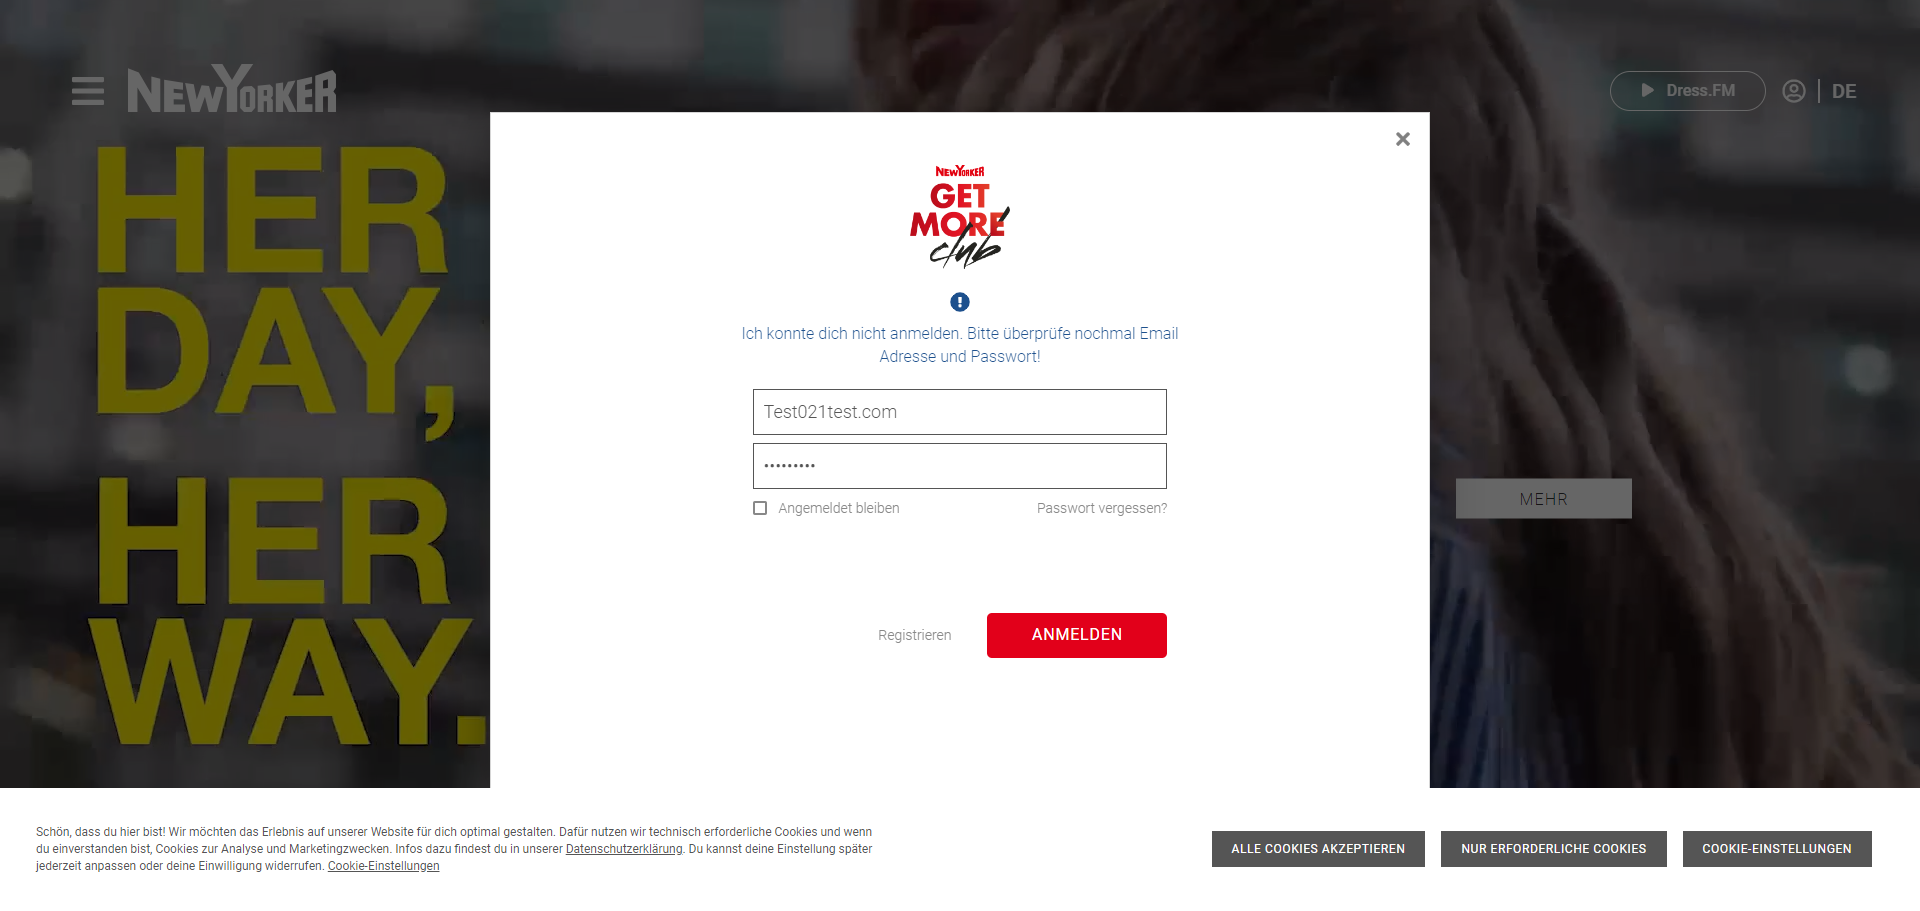 NEWYORKER
Dress.FM
DE
HER
DAY,
HER
WAY.
MEHR
NEWYORKER
GET
MORE
club
Ich konnte dich nicht anmelden. Bitte überprüfe nochmal Email
Adresse und Passwort!
Test021test.com
•••••••••
Angemeldet bleiben
Passwort vergessen?
Registrieren
ANMELDEN
Schön, dass du hier bist! Wir möchten das Erlebnis auf unserer Website für dich optimal gestalten. Dafür nutzen wir technisch erforderliche Cookies und wenn
du einverstanden bist, Cookies zur Analyse und Marketingzwecken. Infos dazu findest du in unserer Datenschutzerklärung. Du kannst deine Einstellung später
jederzeit anpassen oder deine Einwilligung widerrufen. Cookie-Einstellungen
ALLE COOKIES AKZEPTIEREN
NUR ERFORDERLICHE COOKIES
COOKIE-EINSTELLUNGEN